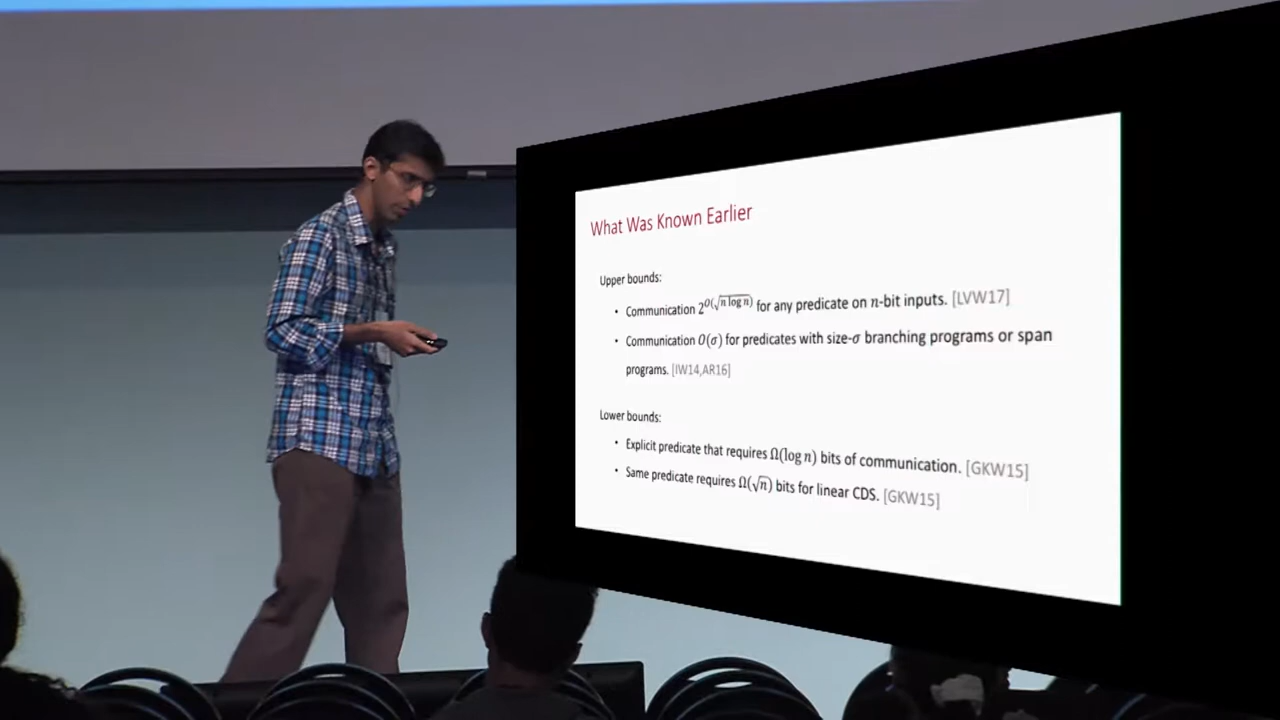 What Was Known Earlier
Upper bounds:
• Communication 2^{O(√(n log n))} for any predicate on n-bit inputs. [LVW17]
• Communication O(σ) for predicates with size-σ branching programs or span
programs. [IW14,AR16]
Lower bounds:
• Explicit predicate that requires Ω(log n) bits of communication. [GKW15]
• Same predicate requires Ω(√n) bits for linear CDS. [GKW15]